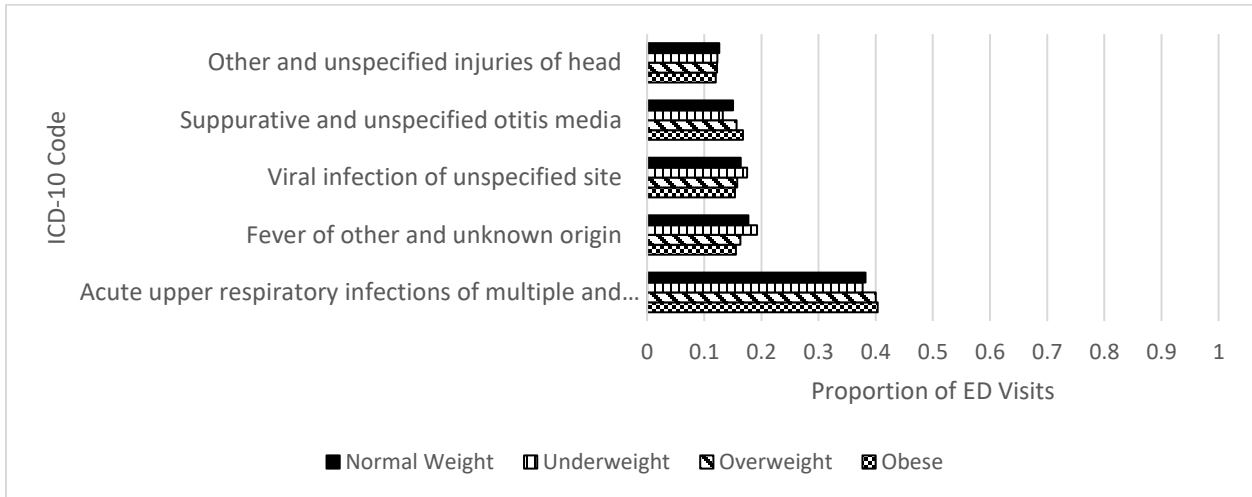 ICD-10 Code
Other and unspecified injuries of head
Suppurative and unspecified otitis media
Viral infection of unspecified site
Fever of other and unknown origin
Acute upper respiratory infections of multiple and...
0 0.1 0.2 0.3 0.4 0.5 0.6 0.7 0.8 0.9 1
Proportion of ED Visits
Normal Weight Underweight Overweight Obese